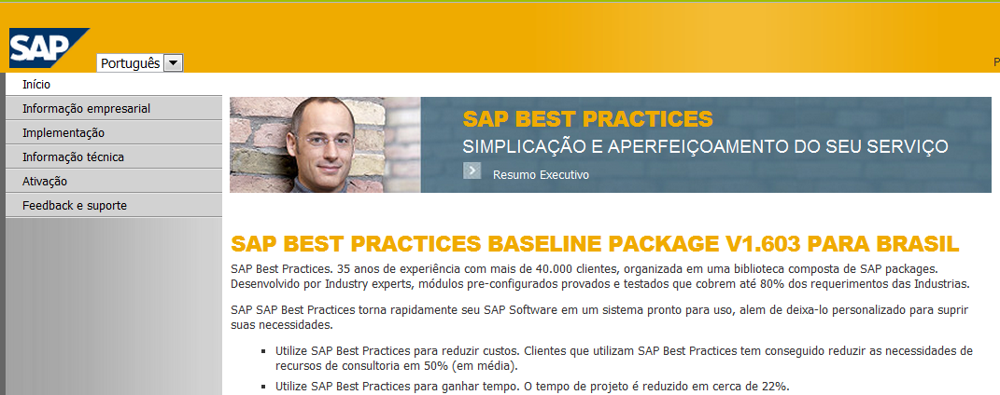 SAP
Português
P
Início
Informação empresarial
Implementação
Informação técnica
Ativação
Feedback e suporte
SAP BEST PRACTICES
SIMPLICAÇÃO E APERFEIÇOAMENTO DO SEU SERVIÇO
Resumo Executivo
SAP BEST PRACTICES BASELINE PACKAGE V1.603 PARA BRASIL
SAP Best Practices. 35 anos de experiência com mais de 40.000 clientes, organizada em uma biblioteca composta de SAP packages.
Desenvolvido por Industry experts, módulos pre-configurados provados e testados que cobrem até 80% dos requerimentos das Industrias.
SAP SAP Best Practices torna rapidamente seu SAP Software em um sistema pronto para uso, alem de deixa-lo personalizado para suprir
suas necessidades.
Utilize SAP Best Practices para reduzir custos. Clientes que utilizam SAP Best Practices tem conseguido reduzir as necessidades de
recursos de consultoria em 50% (em média).
Utilize SAP Best Practices para ganhar tempo. O tempo de projeto é reduzido em cerca de 22%.